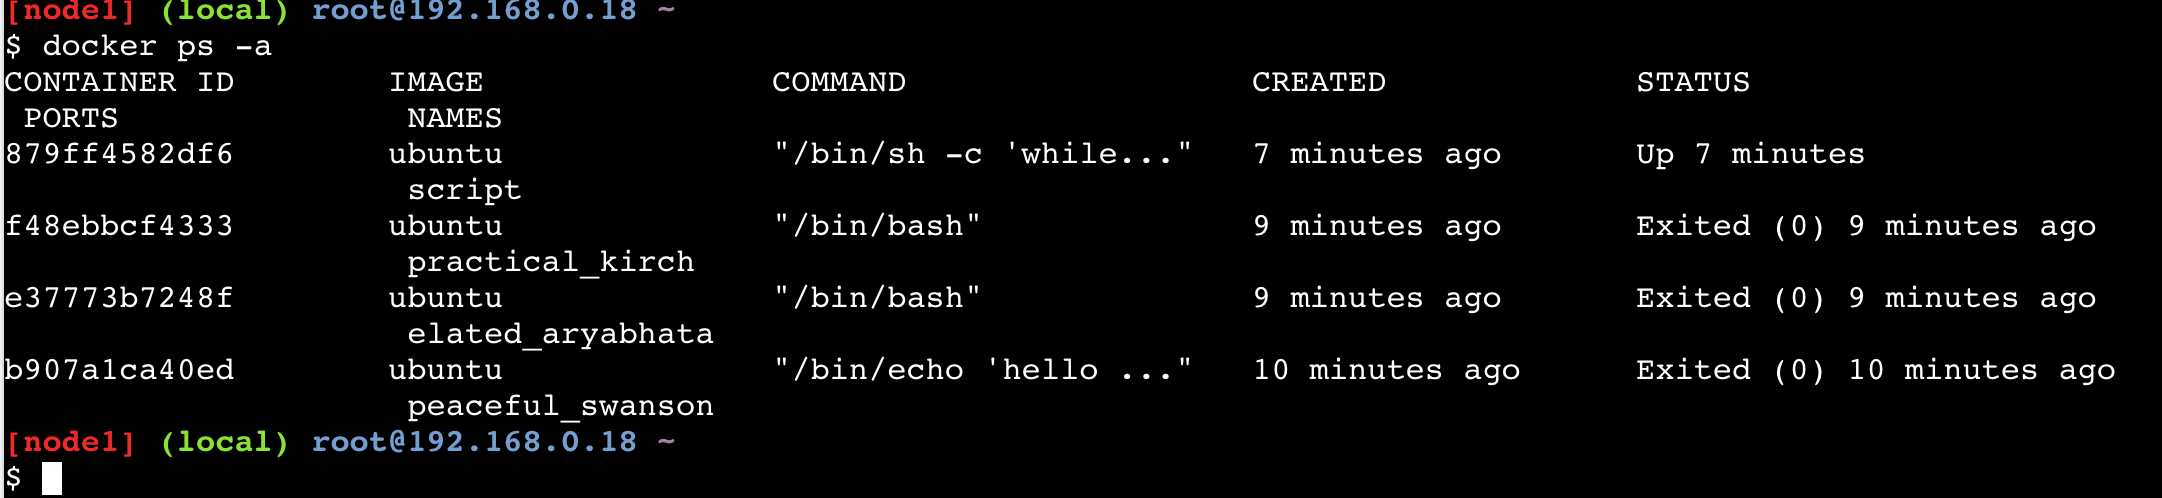 [node1] (local) root@192.168.0.18 ~
$ docker ps -a
CONTAINER ID        IMAGE               COMMAND                  CREATED             STATUS
 PORTS               NAMES
879ff4582df6        ubuntu              "/bin/sh -c 'while..."   7 minutes ago       Up 7 minutes
                     script
f48ebbcf4333        ubuntu              "/bin/bash"              9 minutes ago       Exited (0) 9 minutes ago
                     practical_kirch
e37773b7248f        ubuntu              "/bin/bash"              9 minutes ago       Exited (0) 9 minutes ago
                     elated_aryabhata
b907a1ca40ed        ubuntu              "/bin/echo 'hello ..."   10 minutes ago      Exited (0) 10 minutes ago
                     peaceful_swanson
[node1] (local) root@192.168.0.18 ~
$